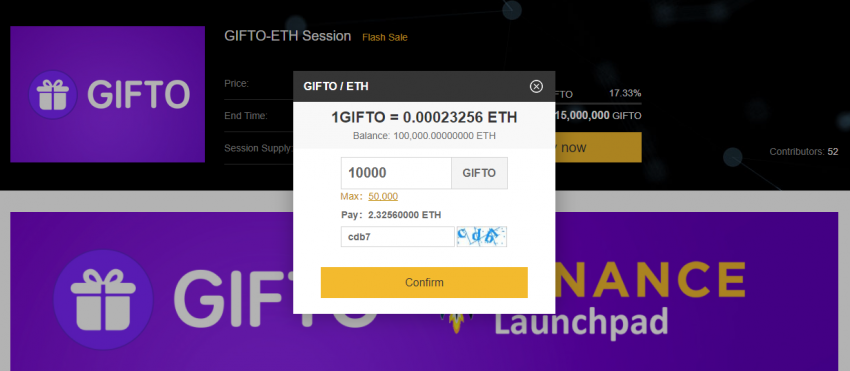 GIFTO
GIFTO-ETH Session Flash Sale
Price:
End Time:
Session Supply:
17.33%
15,000,000 GIFTO
now
Contributors: 52
GIFTO / ETH
1GIFTO = 0.00023256 ETH
Balance: 100,000.00000000 ETH
10000 GIFTO
Max: 50,000
Pay: 2.32560000 ETH
cdb7
Confirm
GIFTO
NANCE
Launchpad